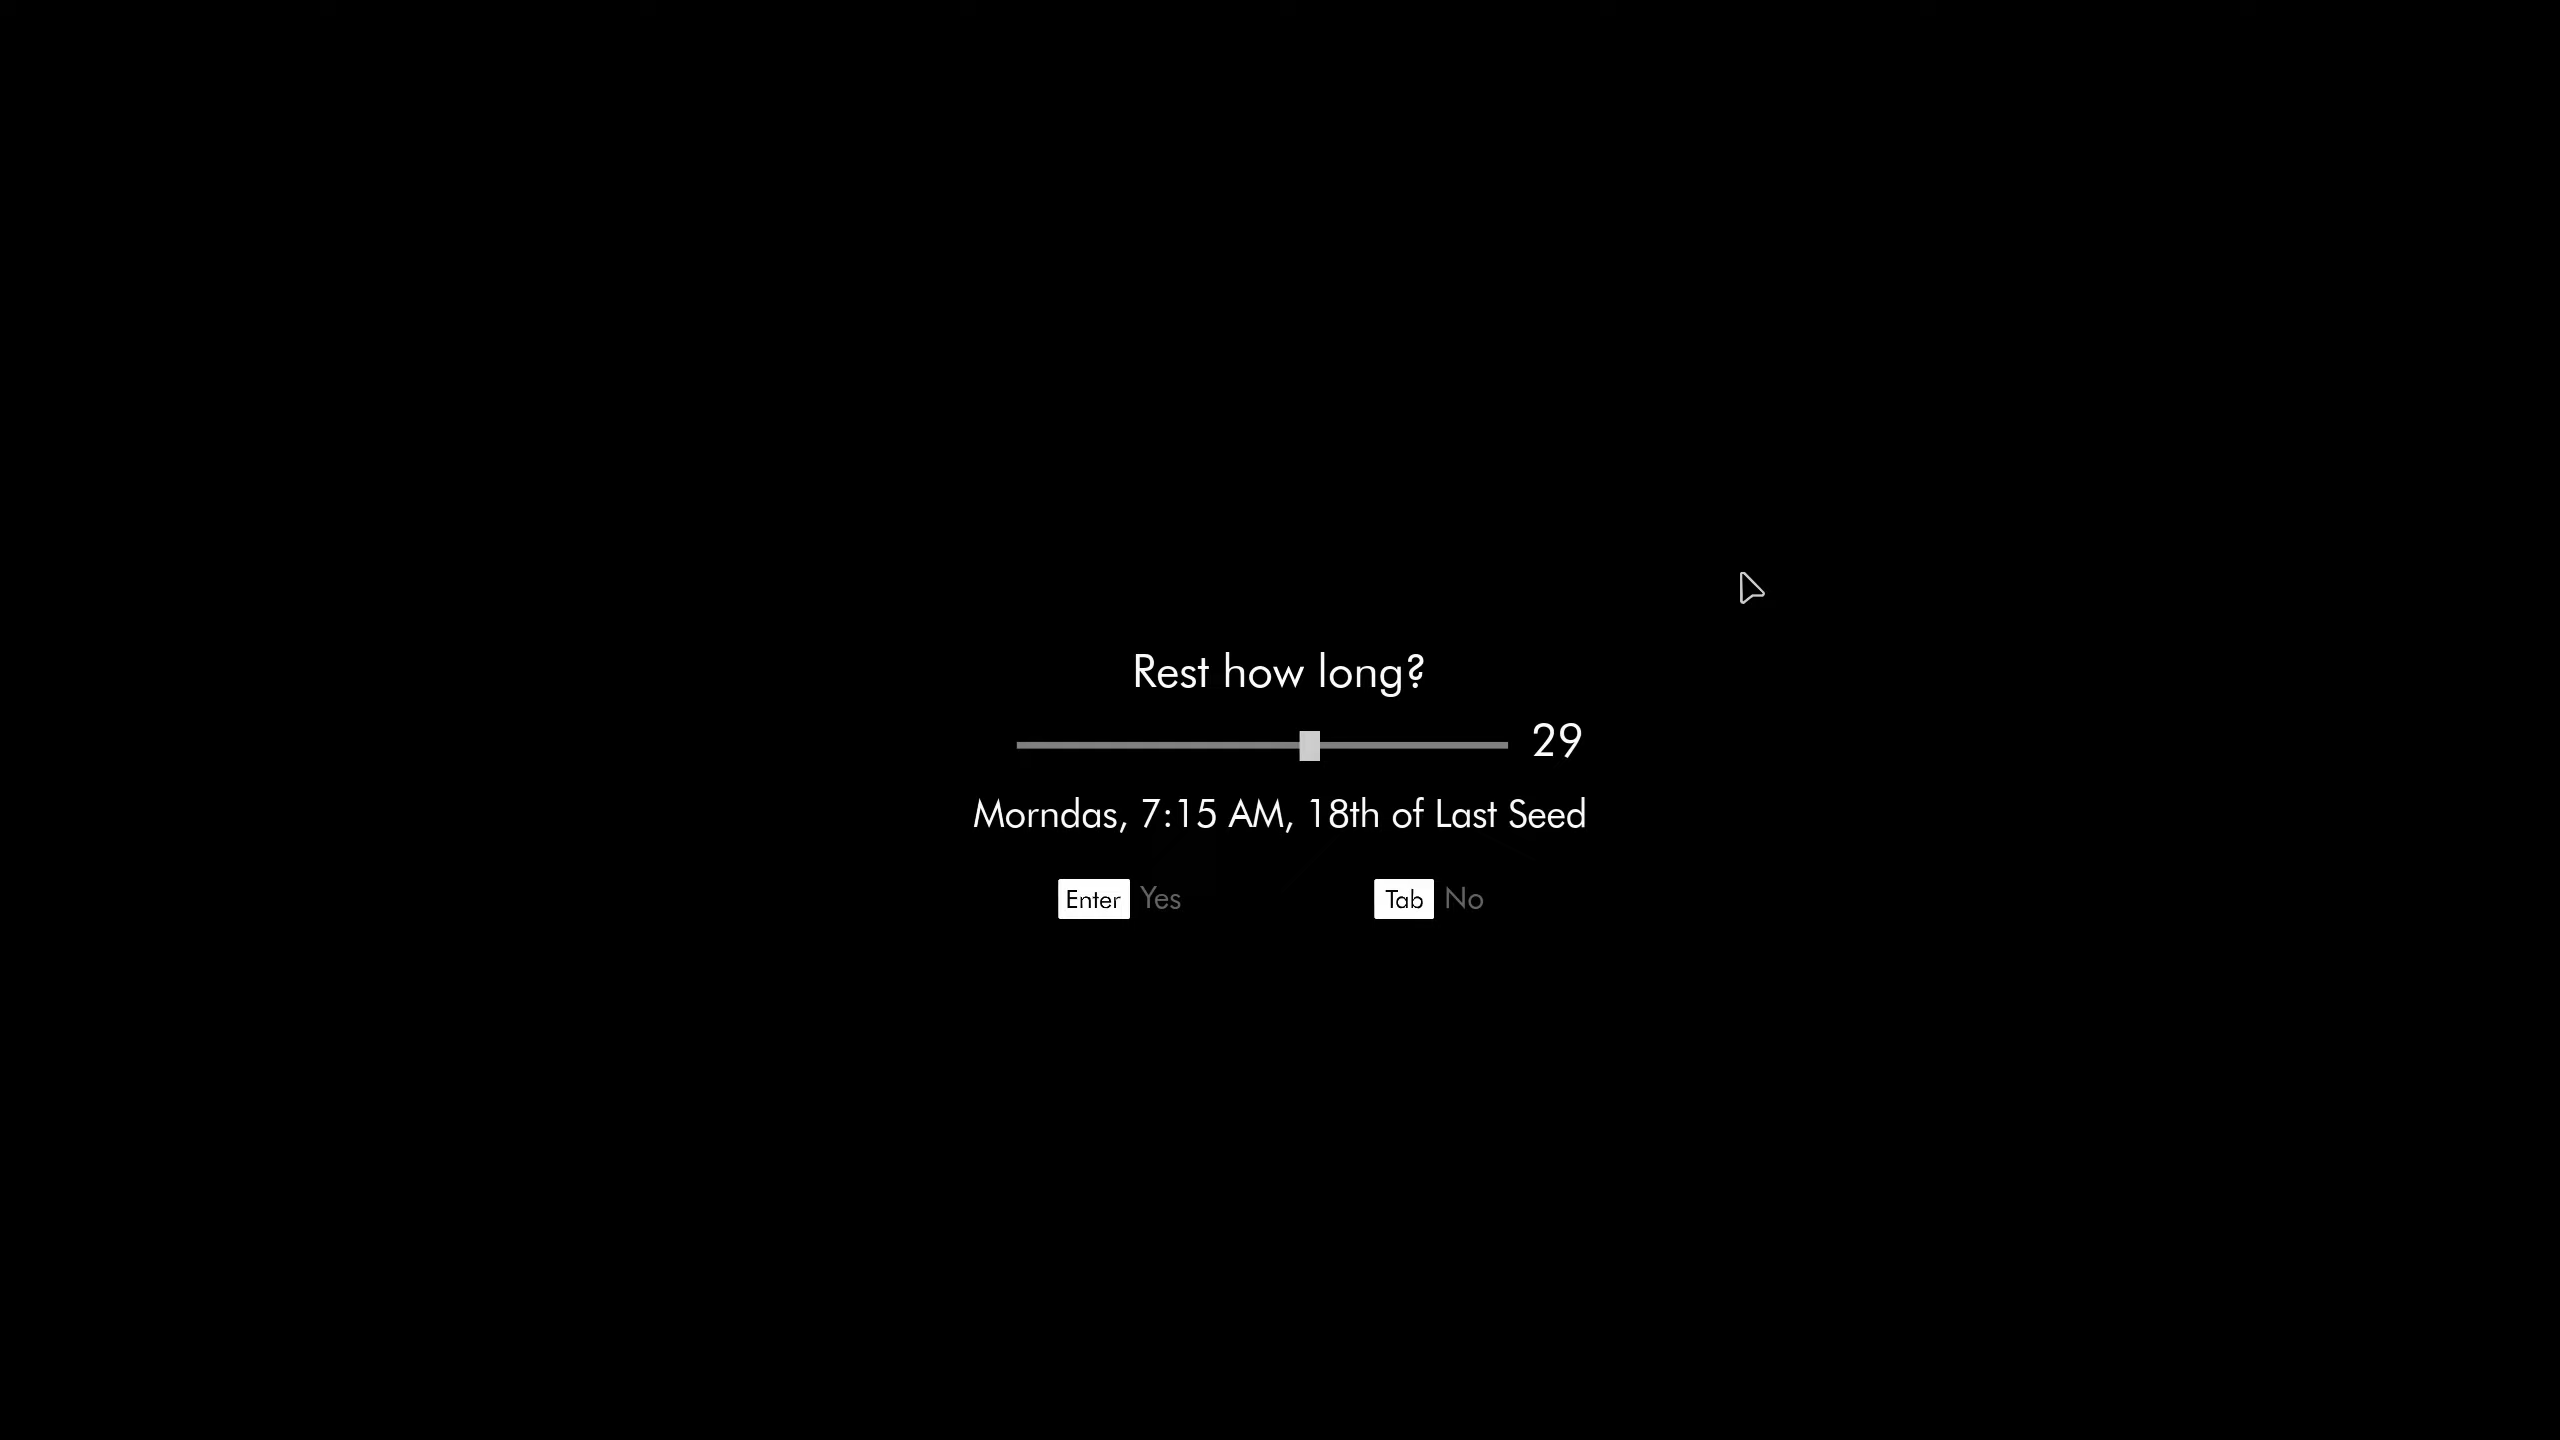 Rest how long?
29
Morndas, 7:15 AM, 18th of Last Seed
Enter Yes Tab No